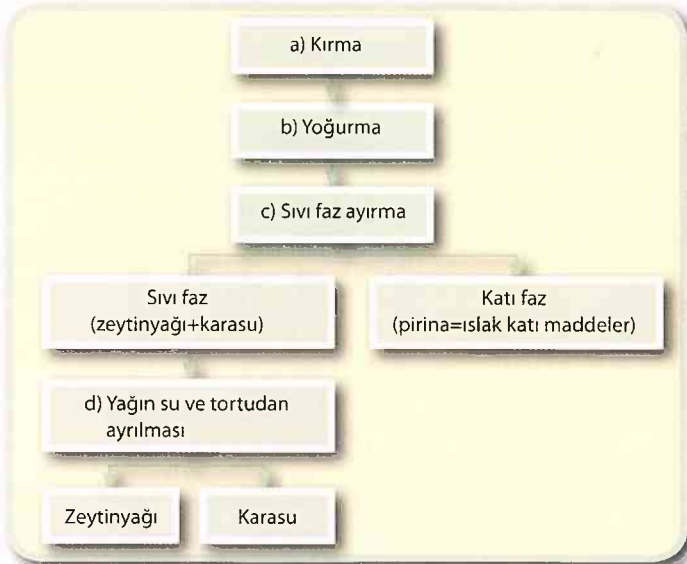 a) Kırma
b) Yoğurma
c) Sıvı faz ayırma
Sıvı faz
(zeytinyağı+karasu)
Katı faz
(pirina=ıslak katı maddeler)
d) Yağın su ve tortudan
ayrılması
Zeytinyağı
Karasu